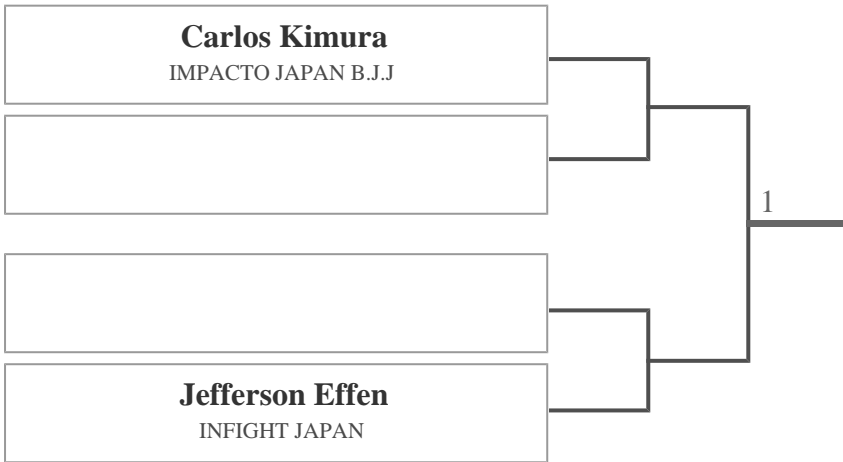 Carlos Kimura
IMPACTO JAPAN B.J.J
1
Jefferson Effen
INFIGHT JAPAN